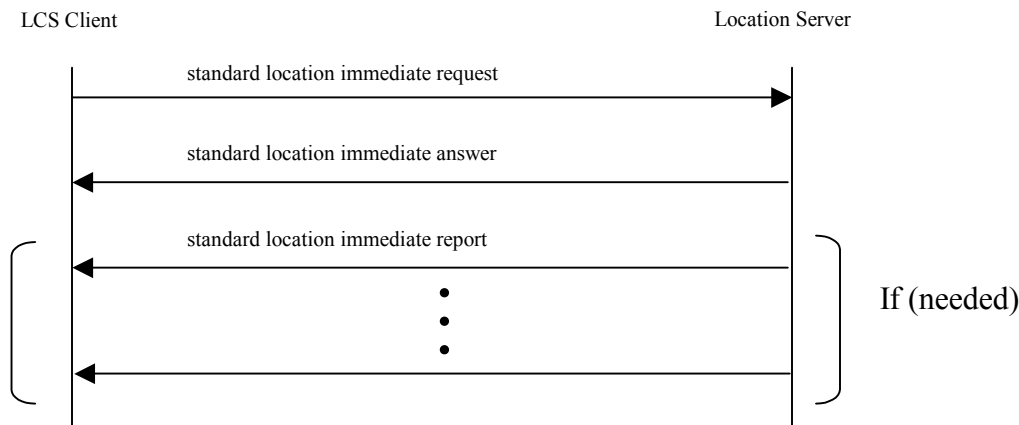 LCS Client
Location Server
standard location immediate request
standard location immediate answer
standard location immediate report
If (needed)